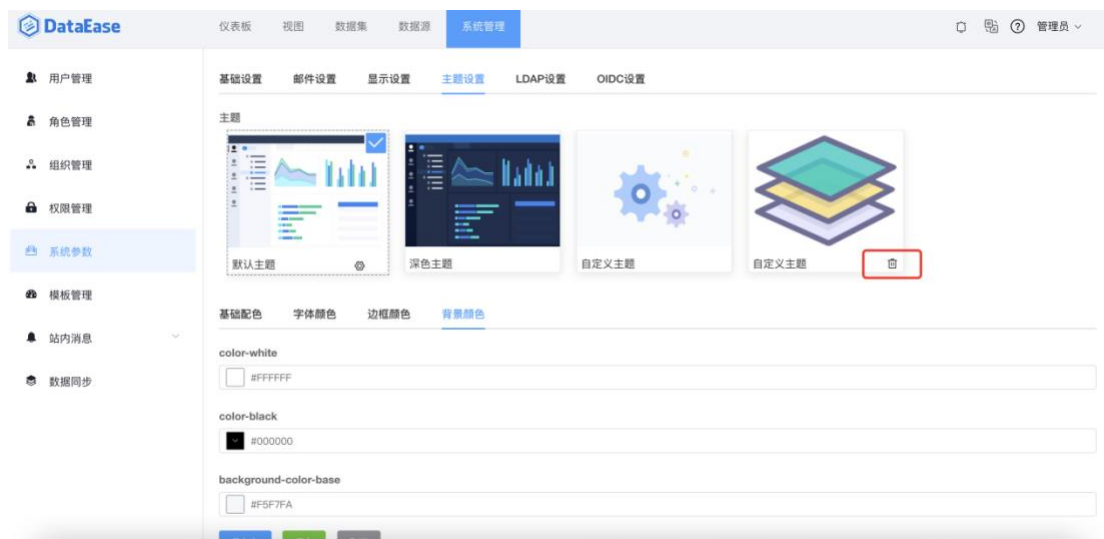 DataEase 仪表板 视图 数据集 数据源 系统管理 管理员
用户管理
角色管理
组织管理
权限管理
系统参数
模板管理
站内消息
数据同步
基础设置 邮件设置 显示设置 主题设置 LDAP设置 OIDC设置
主题
默认主题 深色主题 自定义主题 自定义主题
基础配色 字体颜色 边框颜色 背景颜色
color-white
#FFFFFF
color-black
#000000
background-color-base
#F5F7FA